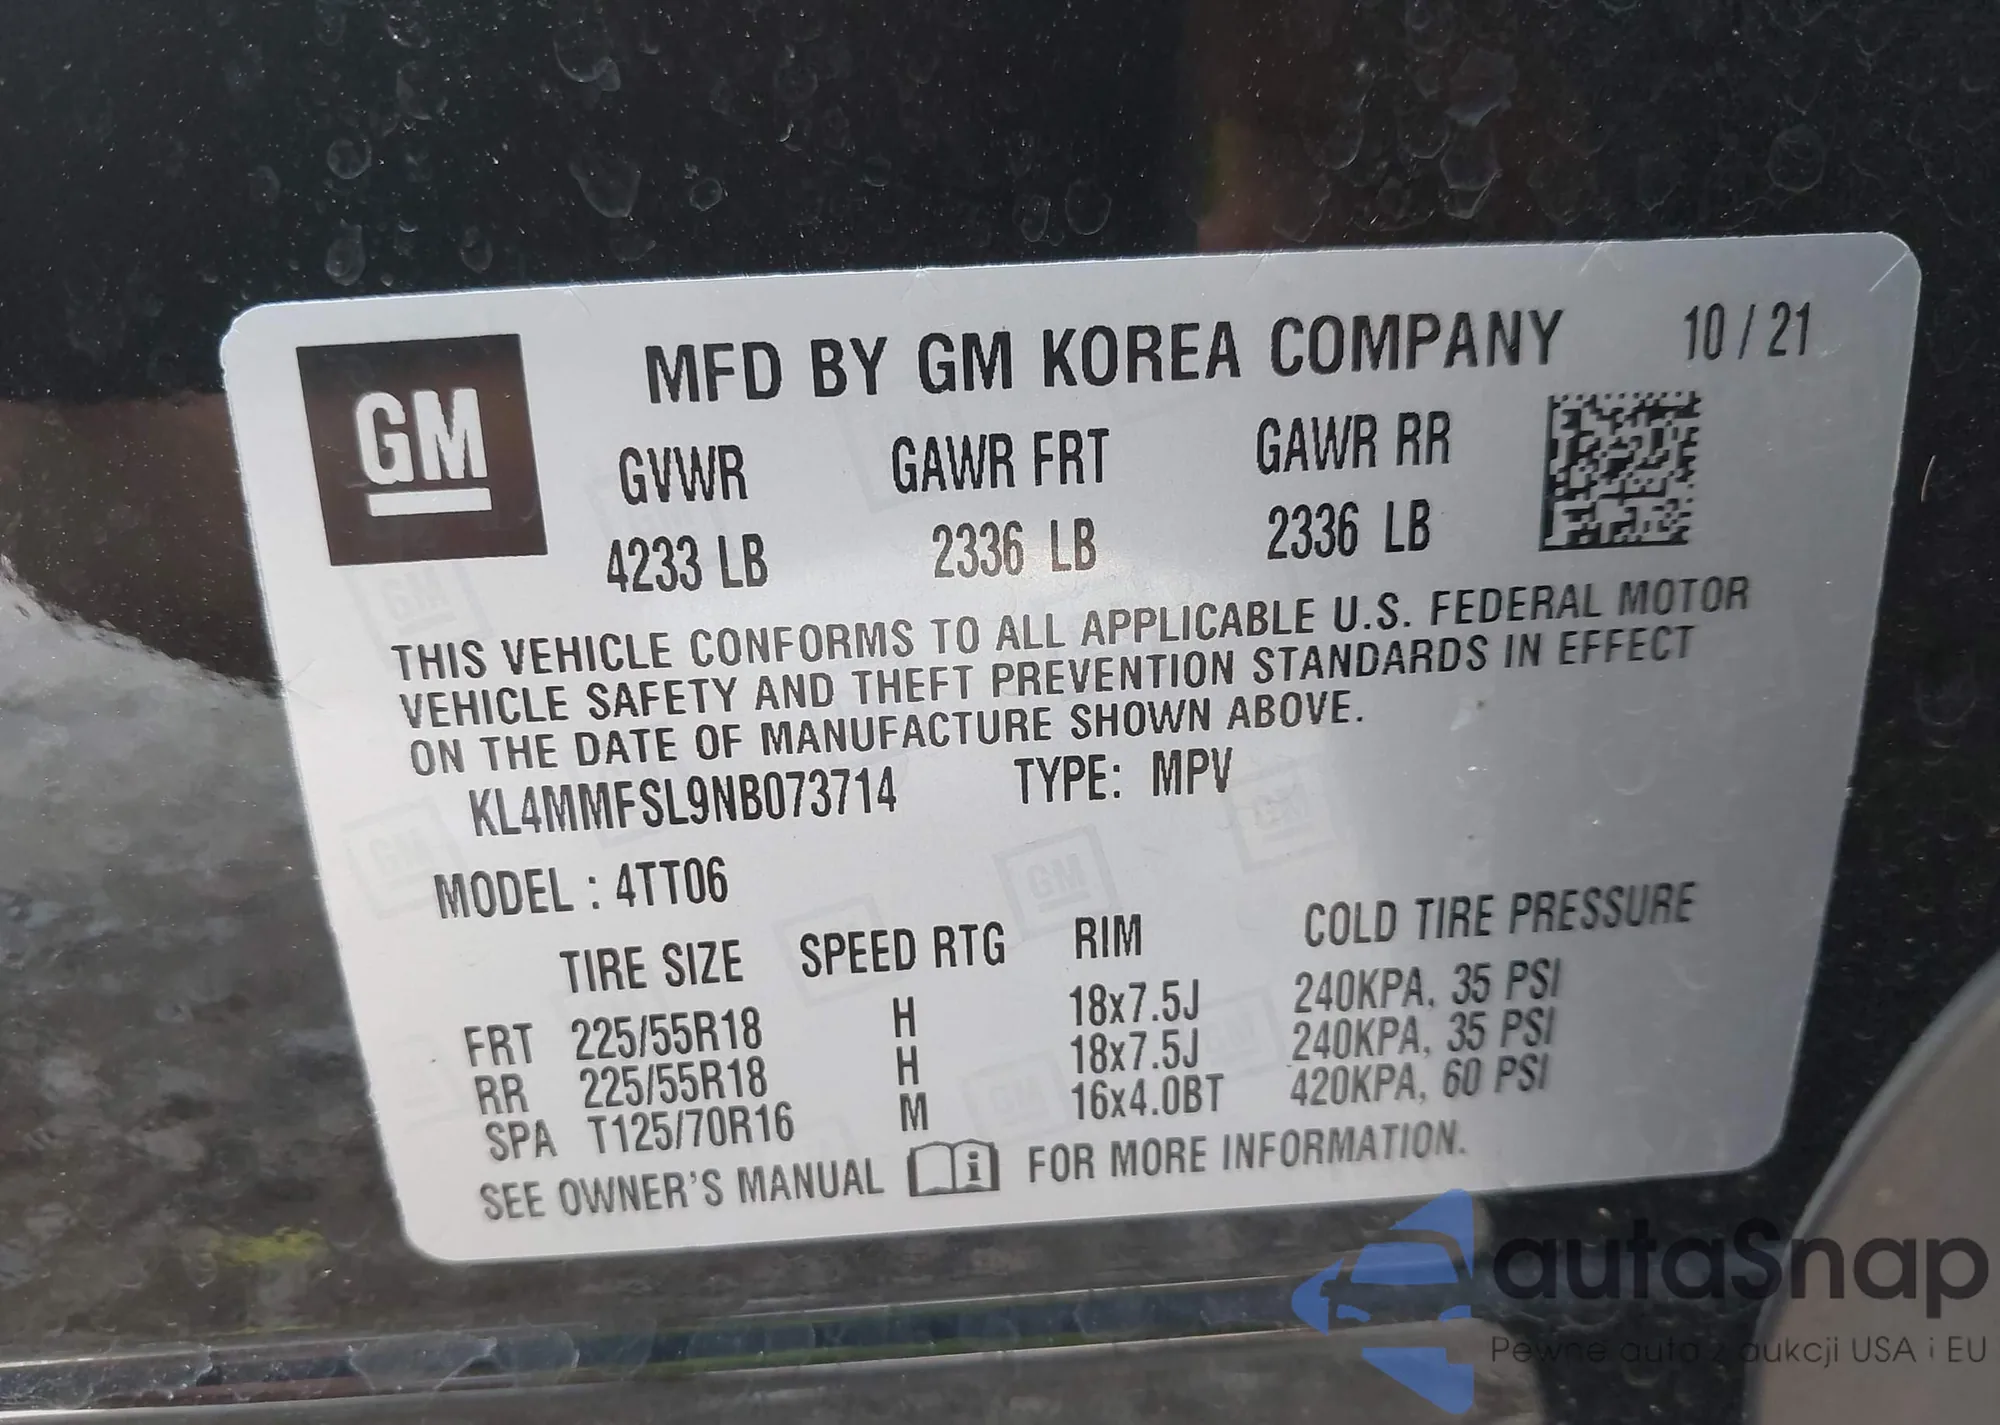 GM
MFD BY GM KOREA COMPANY 10 / 21
GVWR GAWR FRT GAWR RR
4233 LB 2336 LB 2336 LB
THIS VEHICLE CONFORMS TO ALL APPLICABLE U.S. FEDERAL MOTOR
VEHICLE SAFETY AND THEFT PREVENTION STANDARDS IN EFFECT
ON THE DATE OF MANUFACTURE SHOWN ABOVE.
KL4MMFSL9NB073714 TYPE: MPV
MODEL : 4TT06
TIRE SIZE SPEED RTG RIM COLD TIRE PRESSURE
FRT 225/55R18 H 18x7.5J 240KPA, 35 PSI
RR 225/55R18 H 18x7.5J 240KPA, 35 PSI
SPA T125/70R16 M 16x4.0BT 420KPA, 60 PSI
SEE OWNER'S MANUAL i FOR MORE INFORMATION.
autaSnap
Pewne auta z aukcji USA i EU